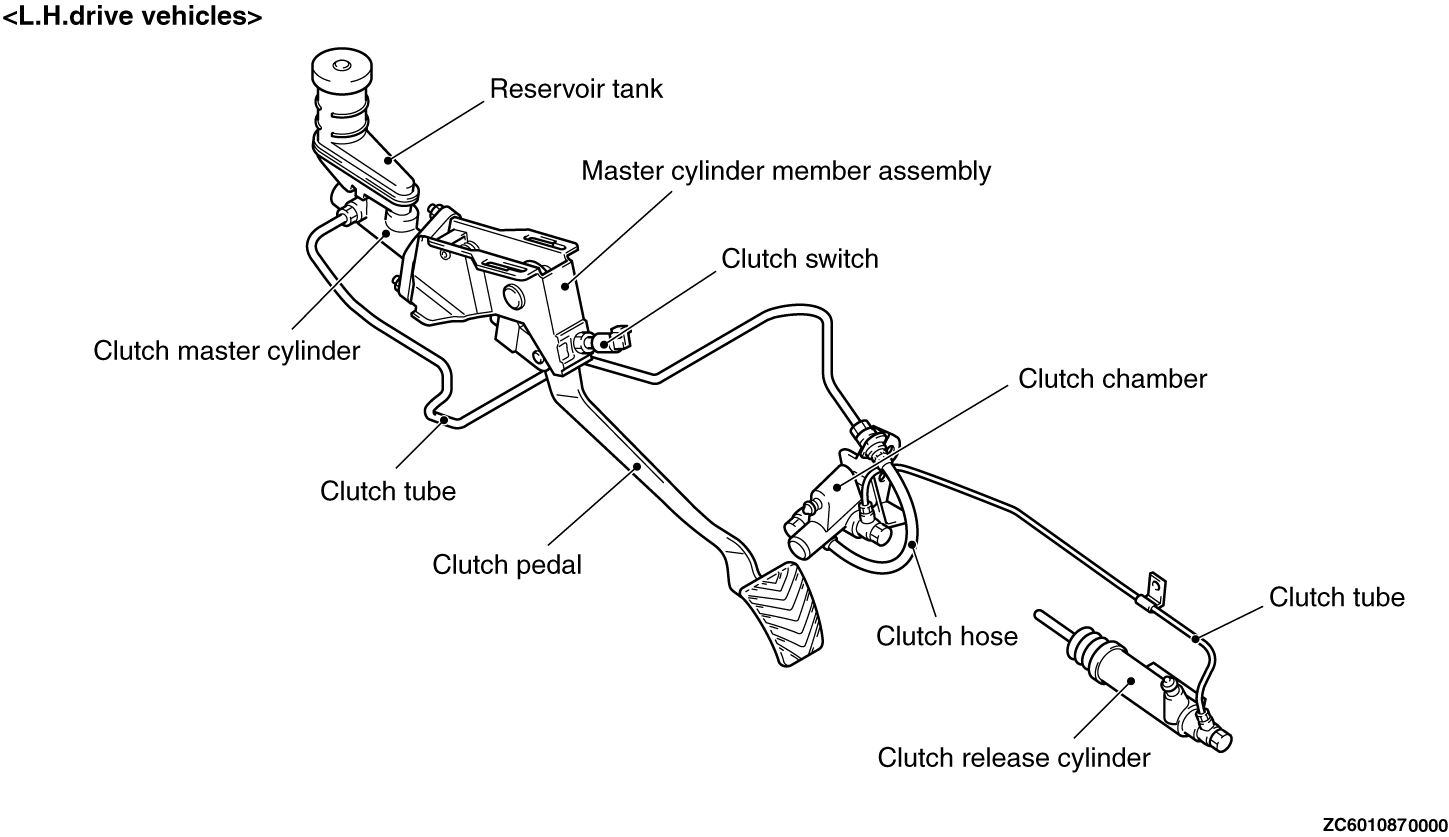 <L.H.drive vehicles>
Reservoir tank
Master cylinder member assembly
Clutch switch
Clutch master cylinder
Clutch chamber
Clutch tube
Clutch pedal
Clutch tube
Clutch hose
Clutch release cylinder
ZC6010870000